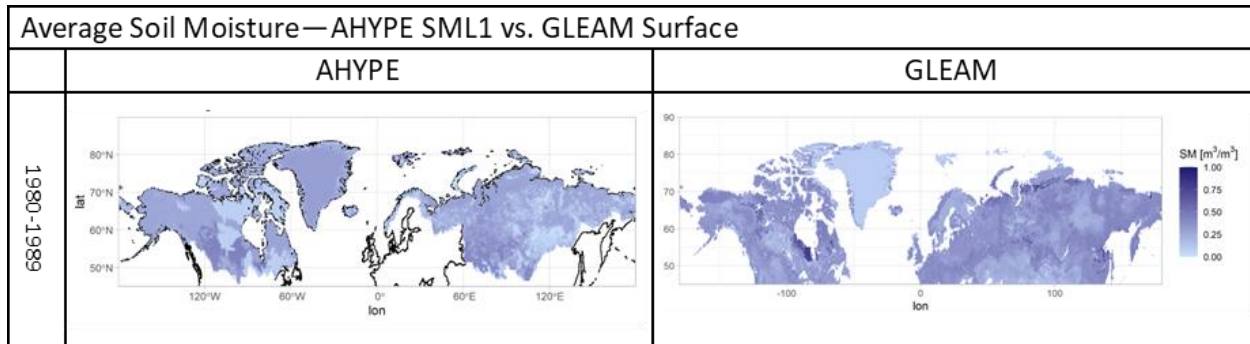 Average Soil Moisture—AHYPE SML1 vs. GLEAM Surface
AHYPE
GLEAM
1980-1989
80°N
70°N
60°N
50°N
lat
120°W
60°W
0°
60°E
120°E
lon
90
80
70
60
50
-100
0
100
lon
SM [m³/m³]
1.00
0.75
0.50
0.25
0.00